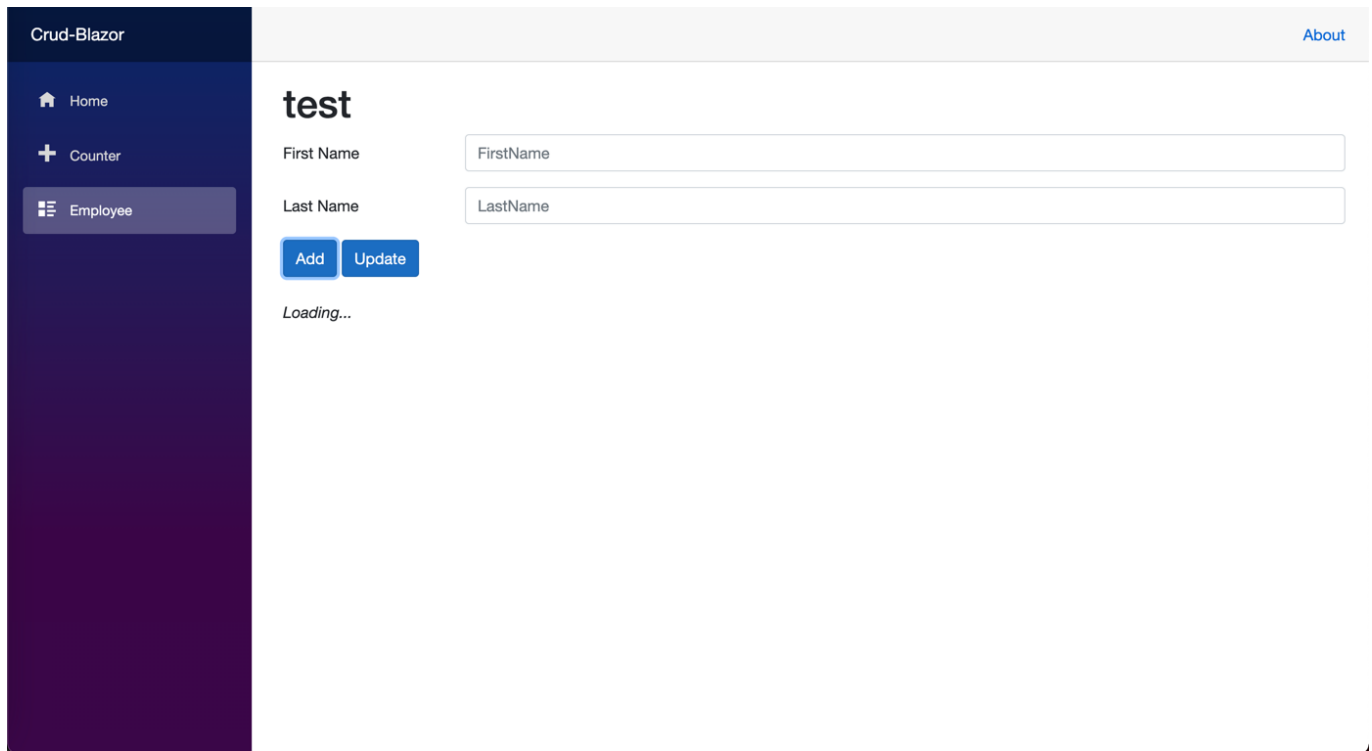 Crud-Blazor
About
Home
Counter
Employee
test
First Name
FirstName
Last Name
LastName
Add
Update
Loading...